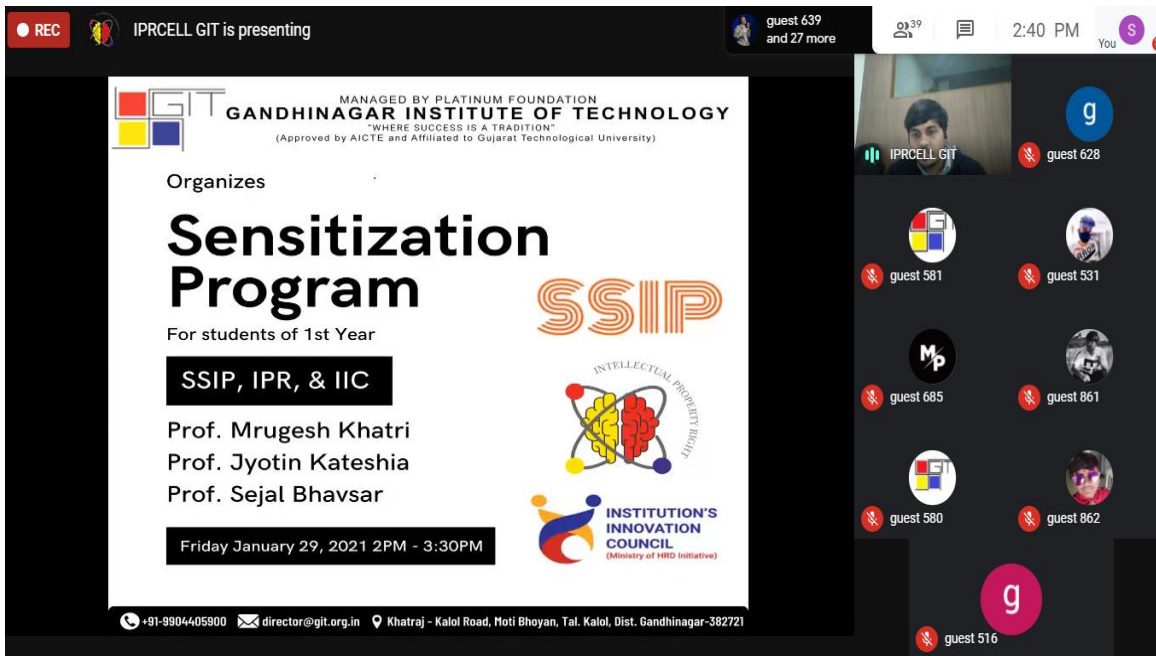 REC
IPRCELL GIT is presenting
guest 639
and 27 more
39
2:40 PM
You
S
GIT
MANAGED BY PLATINUM FOUNDATION
GANDHINAGAR INSTITUTE OF TECHNOLOGY
"WHERE SUCCESS IS A TRADITION"
(Approved by AICTE and Affiliated to Gujarat Technological University)
Organizes
Sensitization
Program
For students of 1st Year
SSIP, IPR, & IIC
Prof. Mrugesh Khatri
Prof. Jyotin Kateshia
Prof. Sejal Bhavsar
Friday January 29, 2021 2PM - 3:30PM
SSIP
INTELLECTUAL PROPERTY RIGHT
INSTITUTION'S
INNOVATION
COUNCIL
(Ministry of HRD Initiative)
+91-9904405900 director@git.org.in Khatraj - Kalol Road, Moti Bhoyan, Tal. Kalol, Dist. Gandhinagar-382721
IPRCELL GIT
g
guest 628
GIT
guest 581
guest 531
M/P
guest 685
guest 861
GIT
guest 580
guest 862
g
guest 516